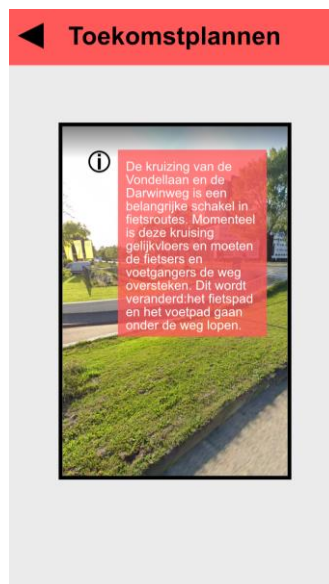 Toekomstplannen
De kruizing van de
Vondellaan en de
Darwinweg is een
belangrijke schakel in
fietsroutes. Momenteel
is deze kruising
gelijkvloers en moeten
de fietsers en
voetgangers de weg
oversteken. Dit wordt
veranderd:het fietspad
en het voetpad gaan
onder de weg lopen.